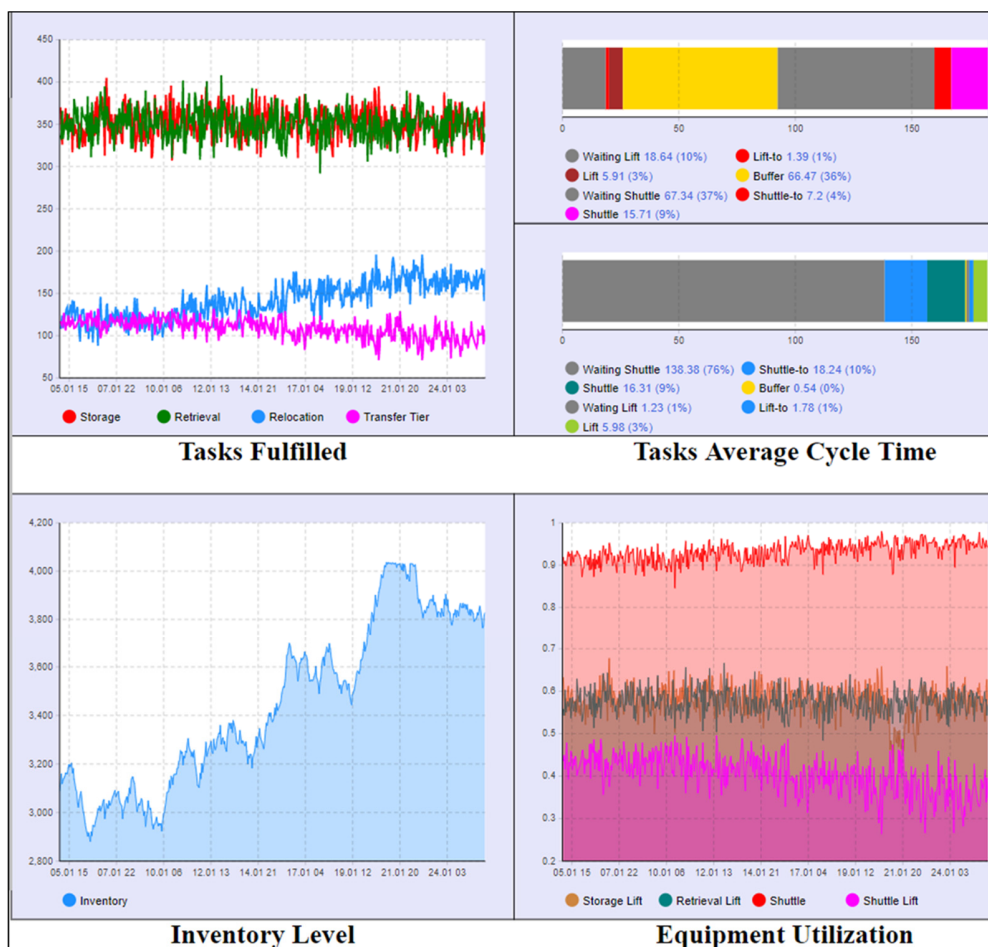 450
400
350
300
250
200
150
100
50
05.01 15 07.01 22 10.01 06 12.01 13 14.01 21 17.01 04 19.01 12 21.01 20 24.01 03
Storage Retrieval Relocation Transfer Tier
Tasks Fulfilled
0 50 100 150
Waiting Lift 18.64 (10%) Lift-to 1.39 (1%)
Lift 5.91 (3%) Buffer 66.47 (36%)
Waiting Shuttle 67.34 (37%) Shuttle-to 7.2 (4%)
Shuttle 15.71 (9%)
0 50 100 150
Waiting Shuttle 138.38 (76%) Shuttle-to 18.24 (10%)
Shuttle 16.31 (9%) Buffer 0.54 (0%)
Wating Lift 1.23 (1%) Lift-to 1.78 (1%)
Lift 5.98 (3%)
Tasks Average Cycle Time
4,200
4,000
3,800
3,600
3,400
3,200
3,000
2,800
05.01 15 07.01 22 10.01 06 12.01 13 14.01 21 17.01 04 19.01 12 21.01 20 24.01 03
Inventory
Inventory Level
1
0.9
0.8
0.7
0.6
0.5
0.4
0.3
0.2
05.01 15 07.01 22 10.01 06 12.01 13 14.01 21 17.01 04 19.01 12 21.01 20 24.01 03
Storage Lift Retrieval Lift Shuttle Shuttle Lift
Equipment Utilization